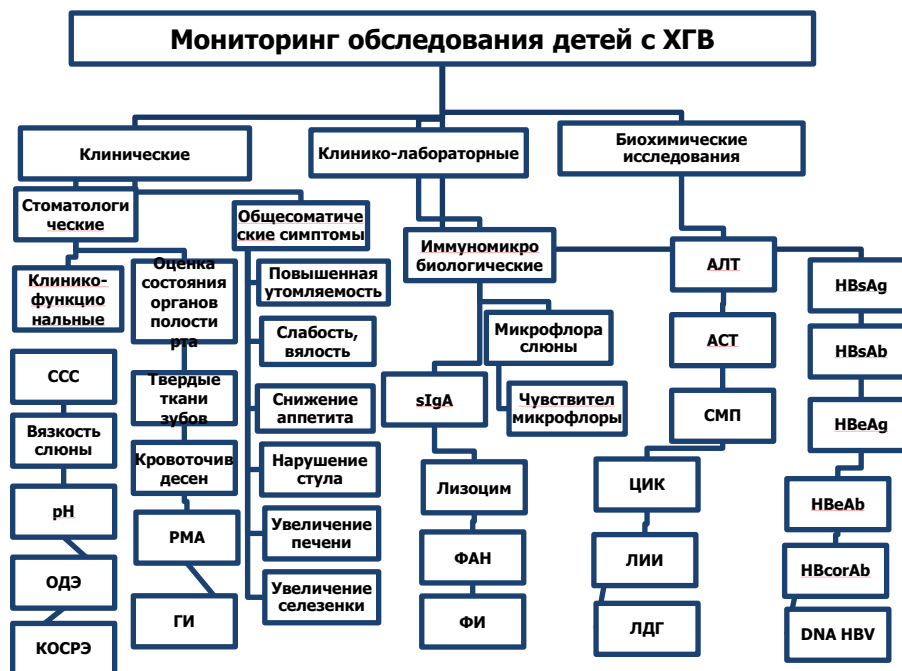 Мониторинг обследования детей с ХГВ
Клинические
Клинико-лабораторные
Биохимические
исследования
Стоматологи
ческие
Общесоматиче
ские симптомы
Иммуномикро
биологические
АЛТ
HBsAg
Клинико-
функцио
нальные
Оценка
состояния
органов
полости
рта
Повышенная
утомляемость
Слабость,
вялость
Микрофлора
слюны
АСТ
HBsAb
ССС
Твердые
ткани
зубов
Снижение
аппетита
sIgA
Чувствител
микрофлоры
СМП
HBeAg
Вязкость
слюны
Кровоточив
десен
Нарушение
стула
Лизоцим
ЦИК
HBeAb
pH
РМА
Увеличение
печени
ФАН
ЛИИ
HBcorAb
ОДЭ
ГИ
Увеличение
селезенки
ФИ
ЛДГ
DNA HBV
КОСРЭ